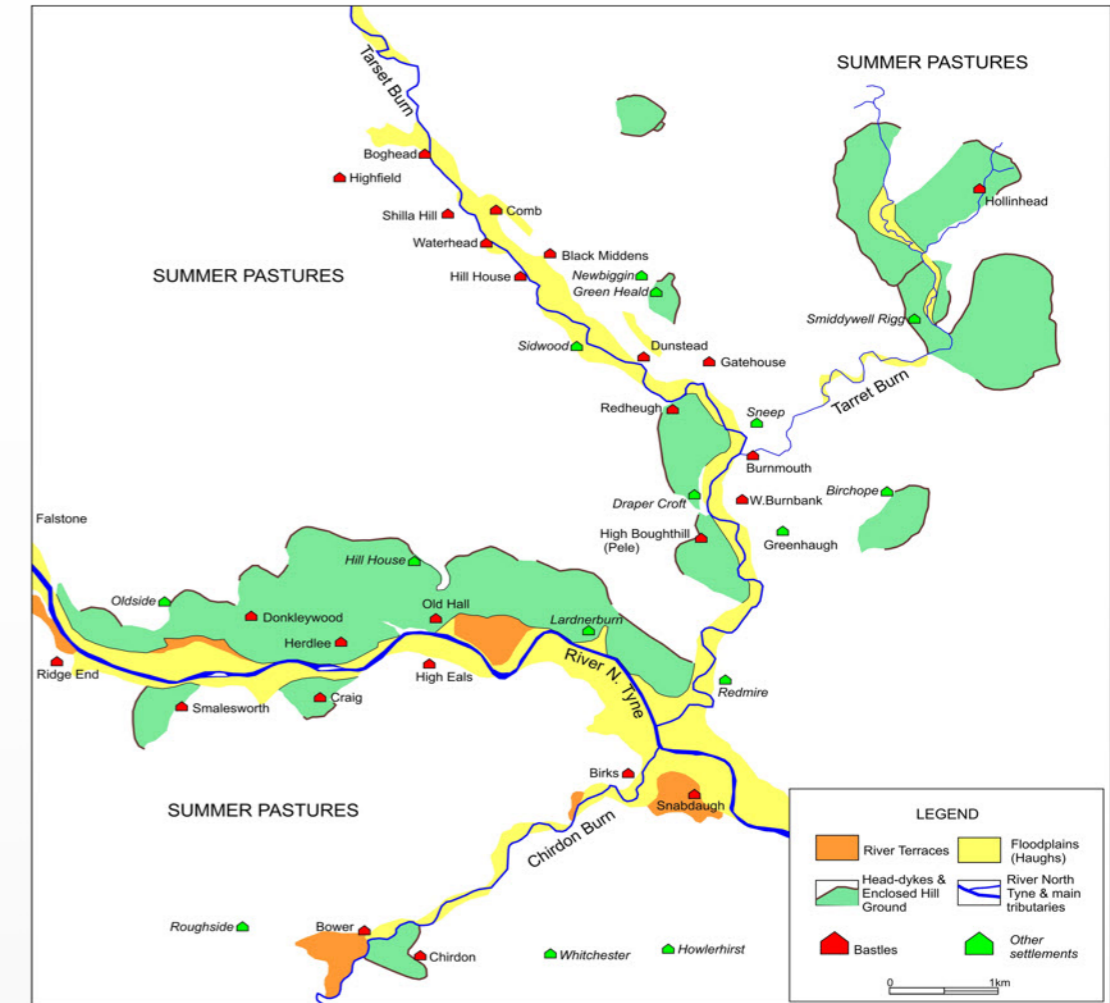 SUMMER PASTURES
Tarset Burn
Boghead
Highfield
Hollinhead
Shilla Hill
Comb
Waterhead
Black Middens
SUMMER PASTURES
Hill House
Newbiggin
Green Heald
Smiddywell Rigg
Sidwood
Dunstead
Gatehouse
Tarret Burn
Redheugh
Sneep
Burnmouth
Draper Croft
W.Burnbank
Birchope
Falstone
High Boughthill
(Pele)
Greenhaugh
Hill House
Oldside
Donkleywood
Old Hall
Lardnerburn
Herdlee
Ridge End
High Eals
River N. Tyne
Redmire
Smalesworth
Craig
Birks
Snabdaugh
SUMMER PASTURES
Chirdon Burn
Roughside
Bower
Chirdon
Whitchester
Howlerhirst
LEGEND
River Terraces
Floodplains
(Haughs)
Head-dykes &
Enclosed Hill
Ground
River North
Tyne & main
tributaries
Bastles
Other
settlements
0 1km